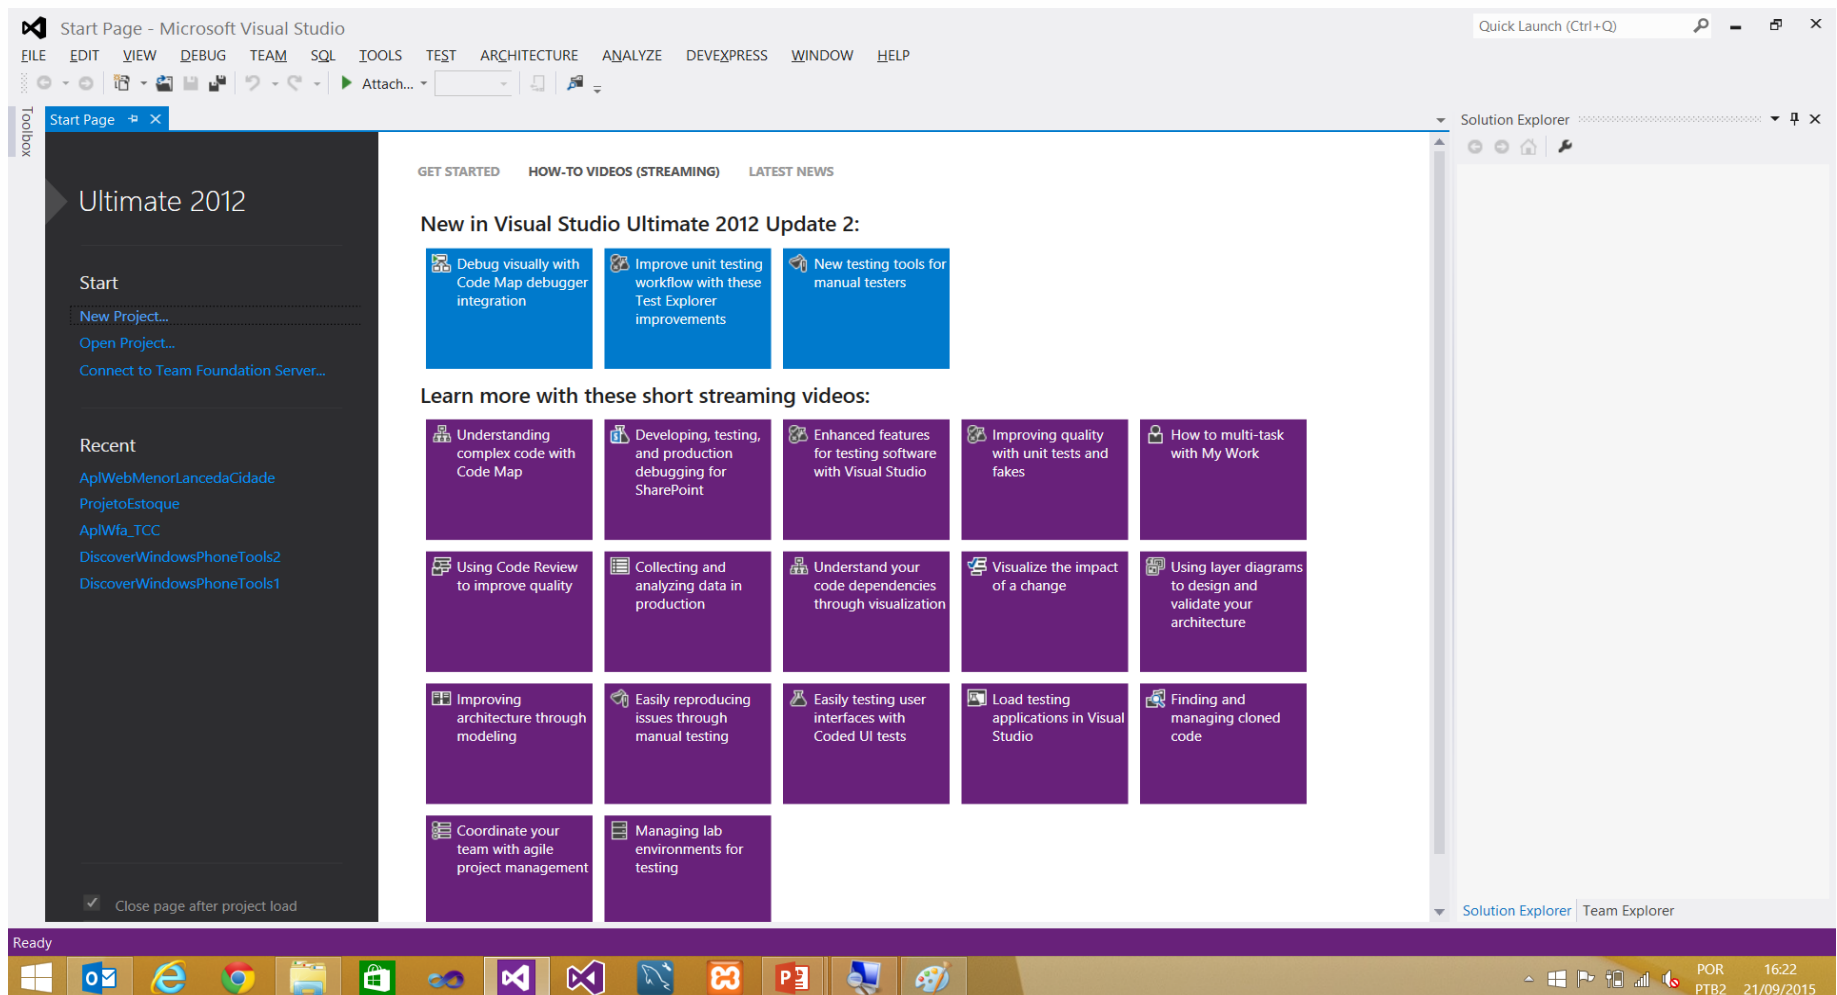 Start Page - Microsoft Visual Studio
Quick Launch (Ctrl+Q)
FILE EDIT VIEW DEBUG TEAM SQL TOOLS TEST ARCHITECTURE ANALYZE DEVEXPRESS WINDOW HELP
Attach...
Toolbox
Start Page
Solution Explorer
Ultimate 2012
Start
New Project...
Open Project...
Connect to Team Foundation Server...
Recent
AplWebMenorLancedaCidade
ProjetoEstoque
AplWfa_TCC
DiscoverWindowsPhoneTools2
DiscoverWindowsPhoneTools1
Close page after project load
GET STARTED HOW-TO VIDEOS (STREAMING) LATEST NEWS
New in Visual Studio Ultimate 2012 Update 2:
Debug visually with
Code Map debugger
integration
Improve unit testing
workflow with these
Test Explorer
improvements
New testing tools for
manual testers
Learn more with these short streaming videos:
Understanding
complex code with
Code Map
Developing, testing,
and production
debugging for
SharePoint
Enhanced features
for testing software
with Visual Studio
Improving quality
with unit tests and
fakes
How to multi-task
with My Work
Using Code Review
to improve quality
Collecting and
analyzing data in
production
Understand your
code dependencies
through visualization
Visualize the impact
of a change
Using layer diagrams
to design and
validate your
architecture
Improving
architecture through
modeling
Easily reproducing
issues through
manual testing
Easily testing user
interfaces with
Coded UI tests
Load testing
applications in Visual
Studio
Finding and
managing cloned
code
Coordinate your
team with agile
project management
Managing lab
environments for
testing
Solution Explorer Team Explorer
Ready
POR
PTB2
16:22
21/09/2015